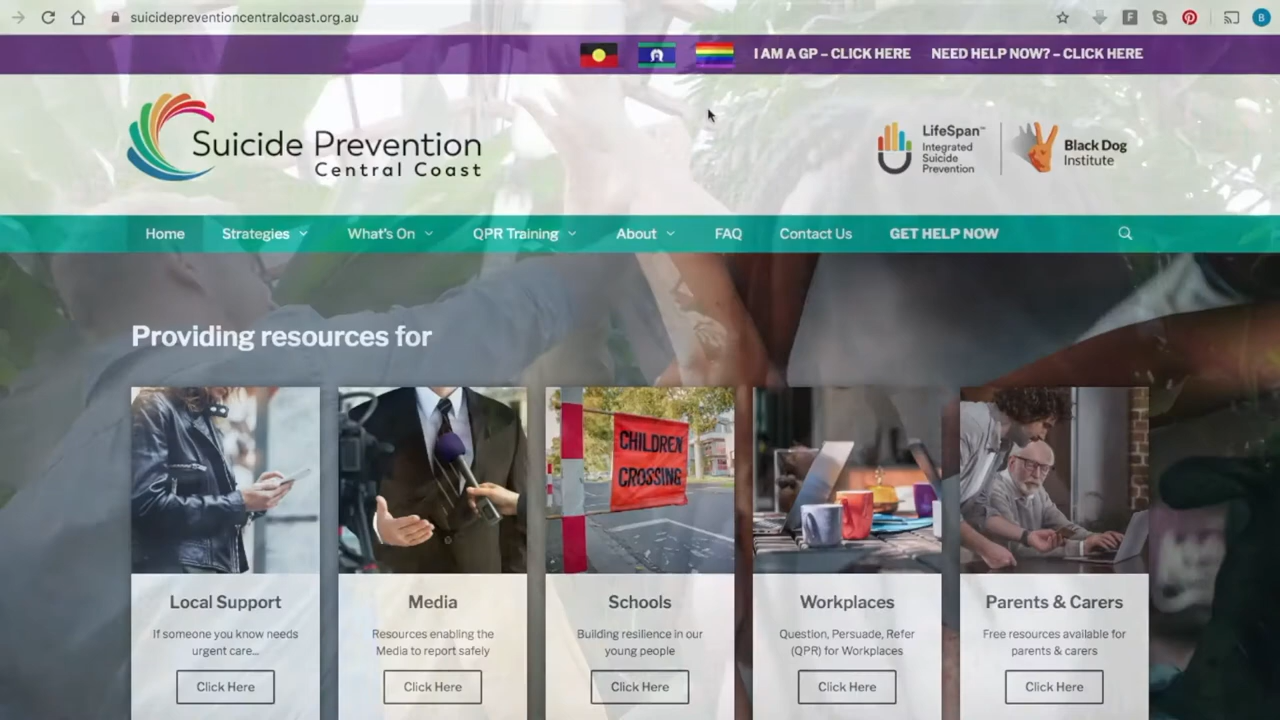 suicidepreventioncentralcoast.org.au
I AM A GP – CLICK HERE NEED HELP NOW? – CLICK HERE
Suicide Prevention
Central Coast
LifeSpan™
Integrated
Suicide
Prevention
Black Dog
Institute
Home Strategies What's On QPR Training About FAQ Contact Us GET HELP NOW
Providing resources for
CHILDREN
CROSSING
Local Support
If someone you know needs
urgent care...
Click Here
Media
Resources enabling the
Media to report safely
Click Here
Schools
Building resilience in our
young people
Click Here
Workplaces
Question, Persuade, Refer
(QPR) for Workplaces
Click Here
Parents & Carers
Free resources available for
parents & carers
Click Here